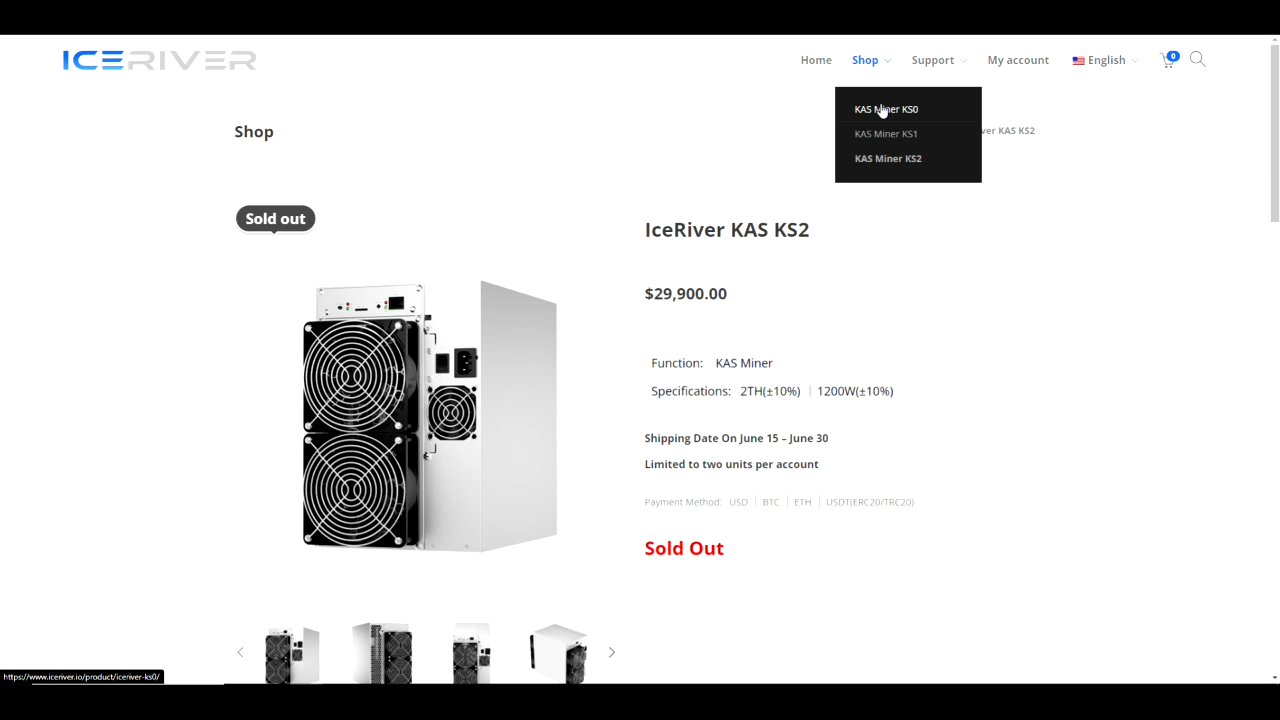 ICERIVER
Home Shop Support My account English 0
KAS Miner KS0
KAS Miner KS1
KAS Miner KS2
Shop
ver KAS KS2
Sold out
IceRiver KAS KS2
$29,900.00
Function: KAS Miner
Specifications: 2TH(±10%) | 1200W(±10%)
Shipping Date On June 15 – June 30
Limited to two units per account
Payment Method: USD | BTC | ETH | USDT(ERC20/TRC20)
Sold Out
https://www.iceriver.io/product/iceriver-ks0/